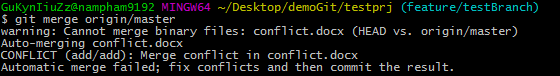 GuKynIiuZz@nampham9192 MINGW64 ~/Desktop/demoGit/testprj (feature/testBranch)
$ git merge origin/master
warning: Cannot merge binary files: conflict.docx (HEAD vs. origin/master)
Auto-merging conflict.docx
CONFLICT (add/add): Merge conflict in conflict.docx
Automatic merge failed; fix conflicts and then commit the result.